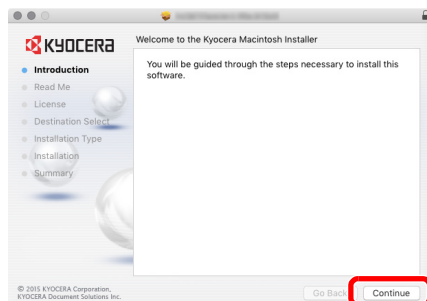 KYOCERA
Welcome to the Kyocera Macintosh Installer
You will be guided through the steps necessary to install this
software.
Introduction
Read Me
License
Destination Select
Installation Type
Installation
Summary
© 2015 KYOCERA Corporation,
KYOCERA Document Solutions Inc.
Go Back
Continue